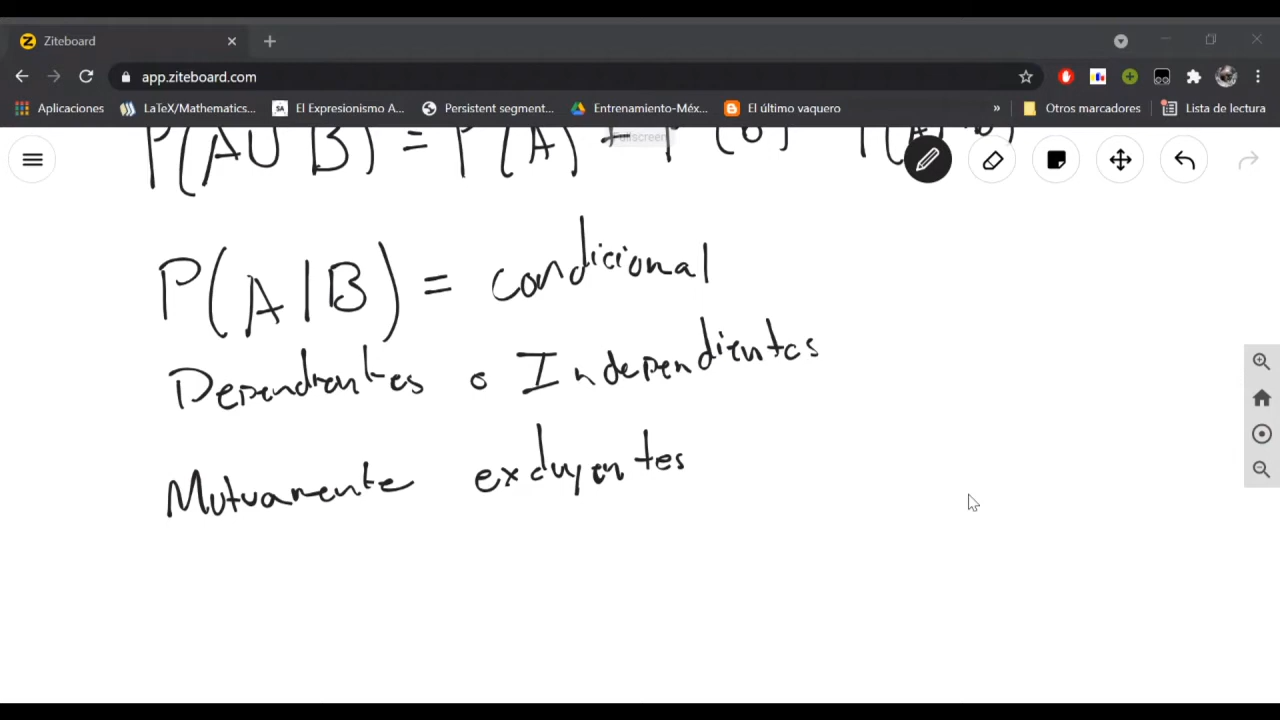 Ziteboard
app.ziteboard.com
Aplicaciones LaTeX/Mathematics... El Expresionismo A... Persistent segment... Entrenamiento-Méx... El último vaquero » Otros marcadores Lista de lectura
P(A∪B) = P(A) +
Fullscreen
P(A|B) = condicional
Dependientes o Independientes
Mutuamente excluyentes